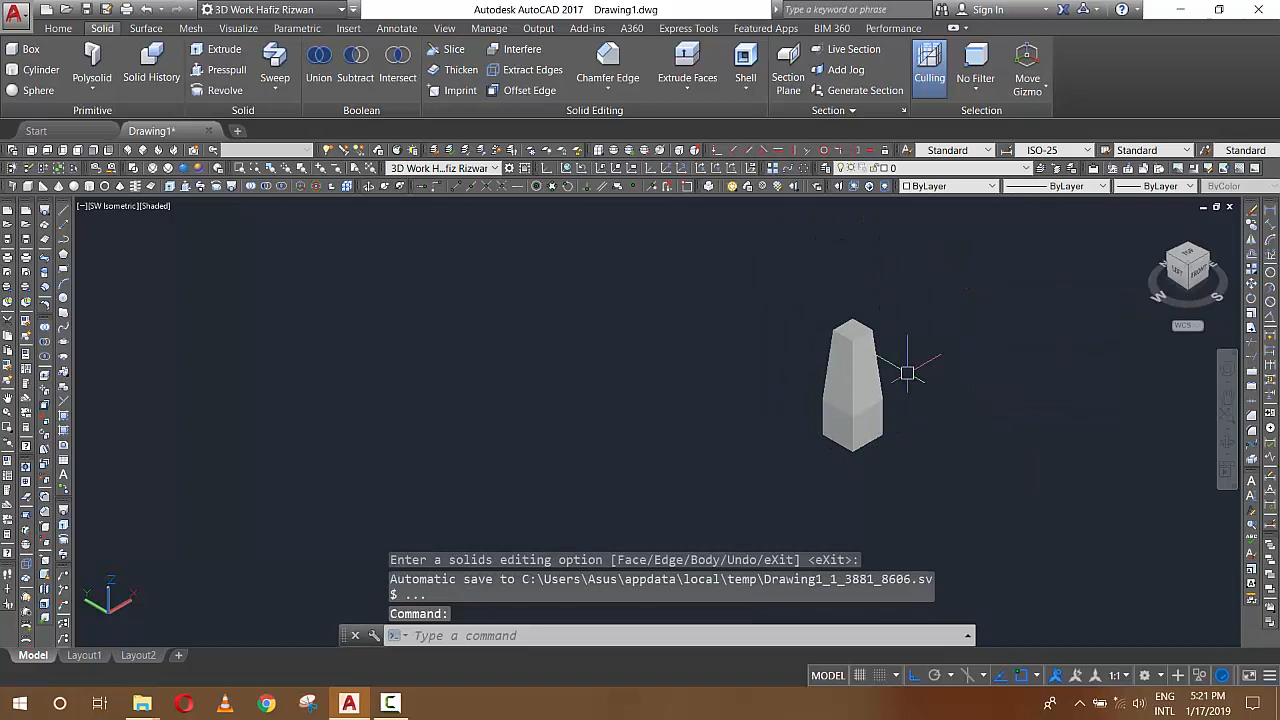 3D Work Hafiz Rizwan
Autodesk AutoCAD 2017 Drawing1.dwg
Type a keyword or phrase
Sign In
Home Solid Surface Mesh Visualize Parametric Insert Annotate View Manage Output Add-ins A360 Express Tools Featured Apps BIM 360 Performance
Box
Cylinder
Sphere
Polysolid
Solid History
Primitive
Extrude
Presspull
Revolve
Sweep
Solid
Union
Subtract
Intersect
Boolean
Slice
Thicken
Imprint
Interfere
Extract Edges
Offset Edge
Chamfer Edge
Extrude Faces
Shell
Solid Editing
Section
Plane
Live Section
Add Jog
Generate Section
Section
Culling
No Filter
Move
Gizmo
Selection
Start
Drawing1*
Standard
ISO-25
Standard
Standard
3D Work H..fiz Rizwar
0
ByLayer
ByLayer
ByLayer
ByColor
[−][SW Isometric][Shaded]
TOP
LEFT
FRONT
W
S
WCS
Z
Y
X
Enter a solids editing option [Face/Edge/Body/Undo/eXit] <eXit>:
Automatic save to C:\Users\Asus\appdata\local\temp\Drawing1_1_3881_8606.sv
$ ...
Command:
Type a command
Model
Layout1
Layout2
MODEL
1:1
ENG
INTL
5:21 PM
1/17/2019